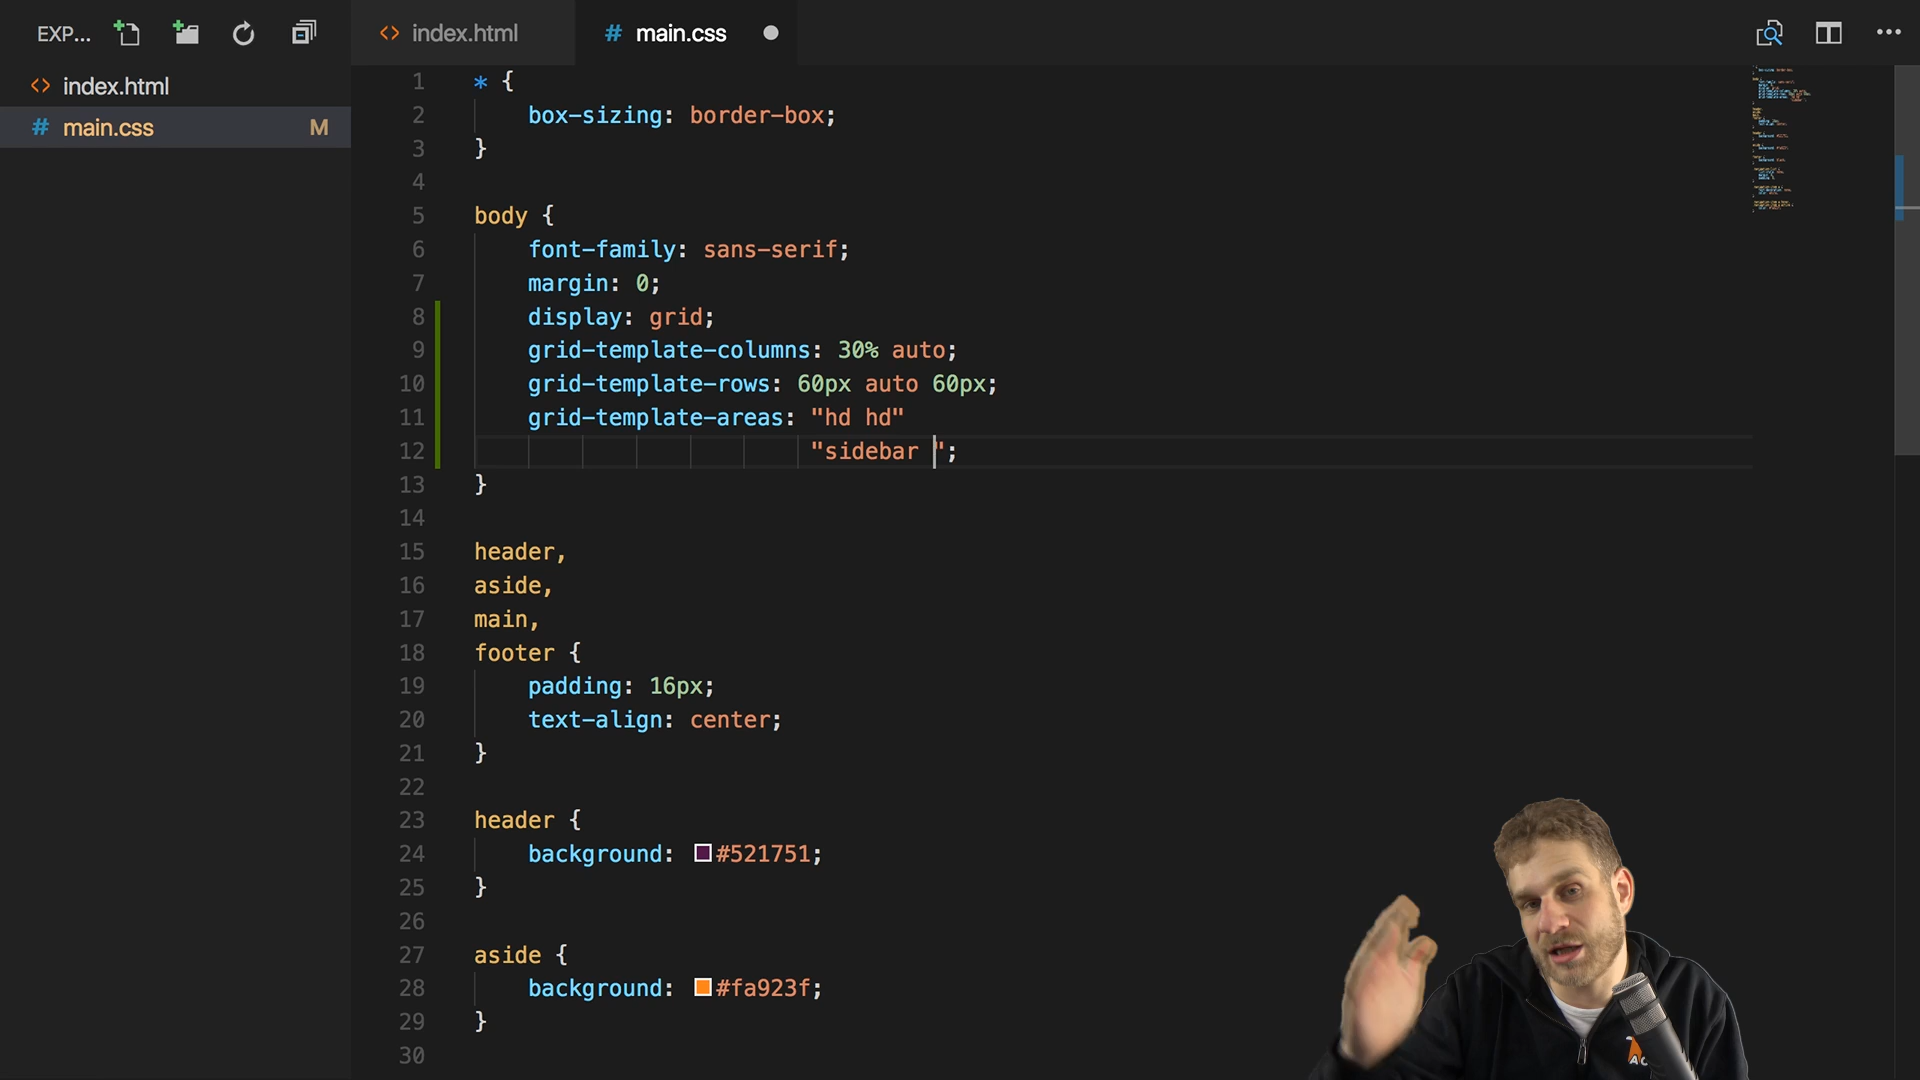 EXP...
index.html
main.css
M
index.html
main.css
1 * {
2 box-sizing: border-box;
3 }
4
5 body {
6 font-family: sans-serif;
7 margin: 0;
8 display: grid;
9 grid-template-columns: 30% auto;
10 grid-template-rows: 60px auto 60px;
11 grid-template-areas: "hd hd"
12 "sidebar ";
13 }
14
15 header,
16 aside,
17 main,
18 footer {
19 padding: 16px;
20 text-align: center;
21 }
22
23 header {
24 background: #521751;
25 }
26
27 aside {
28 background: #fa923f;
29 }
30
AC